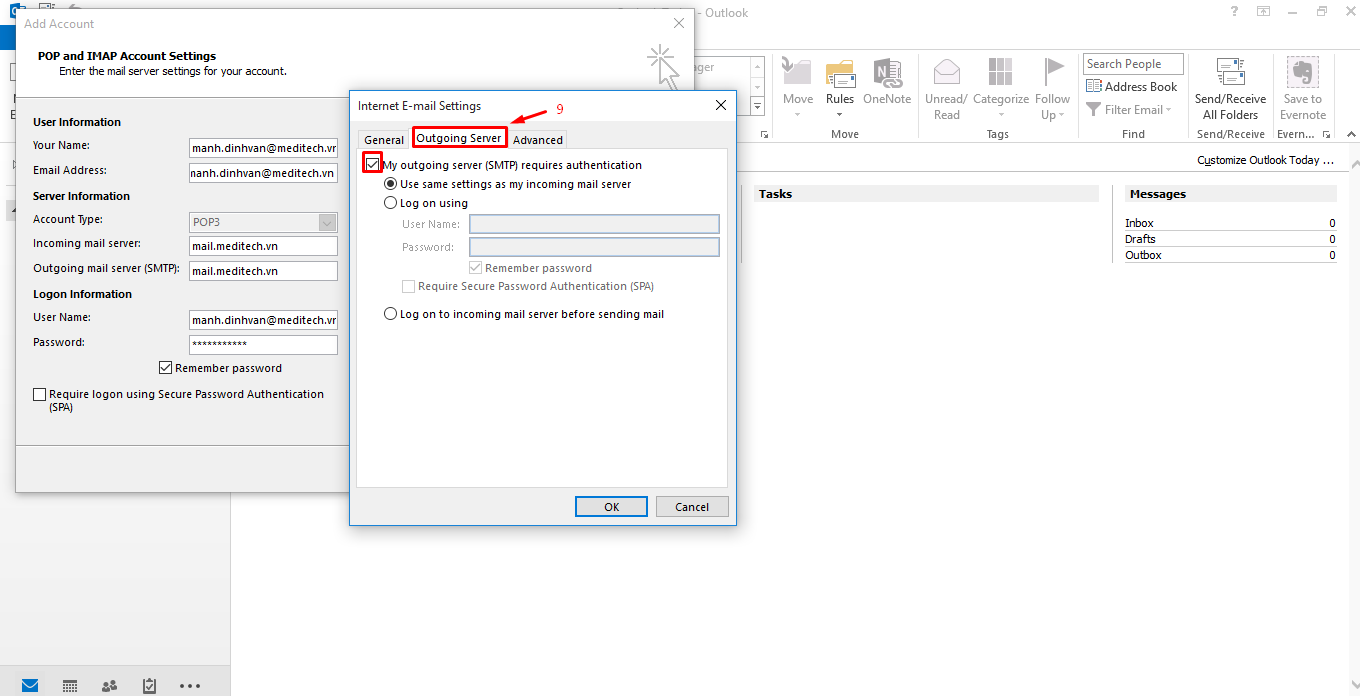 - Outlook
Add Account
POP and IMAP Account Settings
Enter the mail server settings for your account.
User Information
Your Name:
manh.dinhvan@meditech.vr
Email Address:
nanh.dinhvan@meditech.vn
Server Information
Account Type:
POP3
Incoming mail server:
mail.meditech.vn
Outgoing mail server (SMTP):
mail.meditech.vn
Logon Information
User Name:
manh.dinhvan@meditech.vr
Password:
***********
Remember password
Require logon using Secure Password Authentication
(SPA)
Internet E-mail Settings
9
General
Outgoing Server
Advanced
My outgoing server (SMTP) requires authentication
Use same settings as my incoming mail server
Log on using
User Name:
Password:
Remember password
Require Secure Password Authentication (SPA)
Log on to incoming mail server before sending mail
OK
Cancel
ager
Move
Rules
OneNote
Move
Unread/
Read
Categorize
Follow
Up
Tags
Search People
Address Book
Filter Email
Find
Send/Receive
All Folders
Send/Receive
Save to
Evernote
Evern...
Customize Outlook Today ...
Tasks
Messages
Inbox 0
Drafts 0
Outbox 0